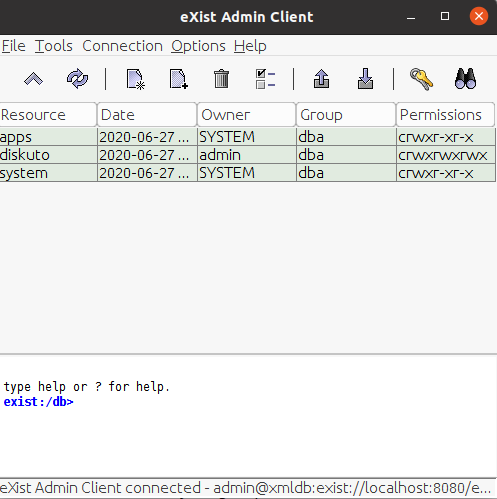 eXist Admin Client
File Tools Connection Options Help
Resource Date Owner Group Permissions
apps 2020-06-27 ... SYSTEM dba crwxr-xr-x
diskuto 2020-06-27 ... admin dba crwxrwxrwx
system 2020-06-27 ... SYSTEM dba crwxr-xr-x
type help or ? for help.
exist:/db>
eXist Admin Client connected - admin@xmldb:exist://localhost:8080/e...